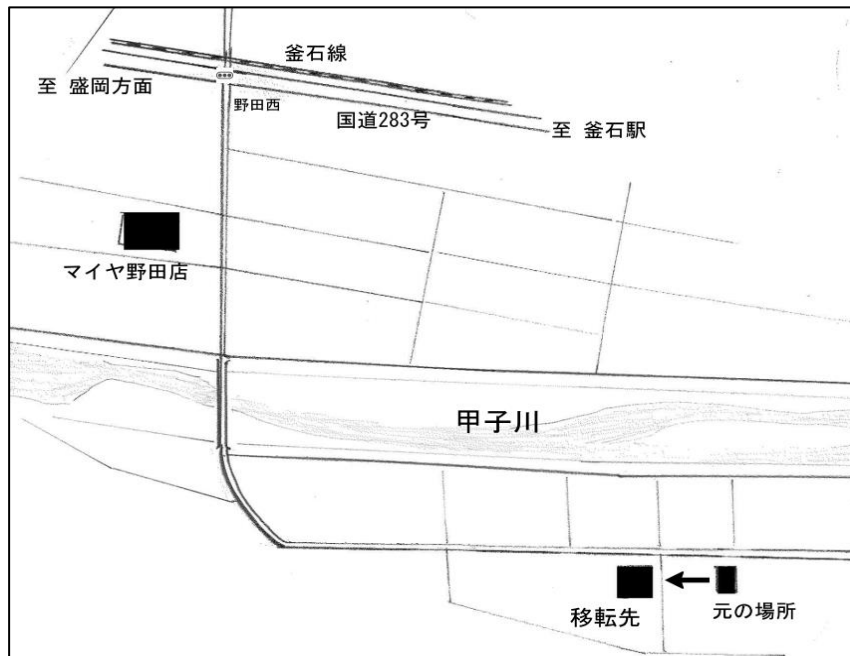 釜石線
至 盛岡方面
野田西
国道283号
至 釜石駅
マイヤ野田店
甲子川
移転先
元の場所